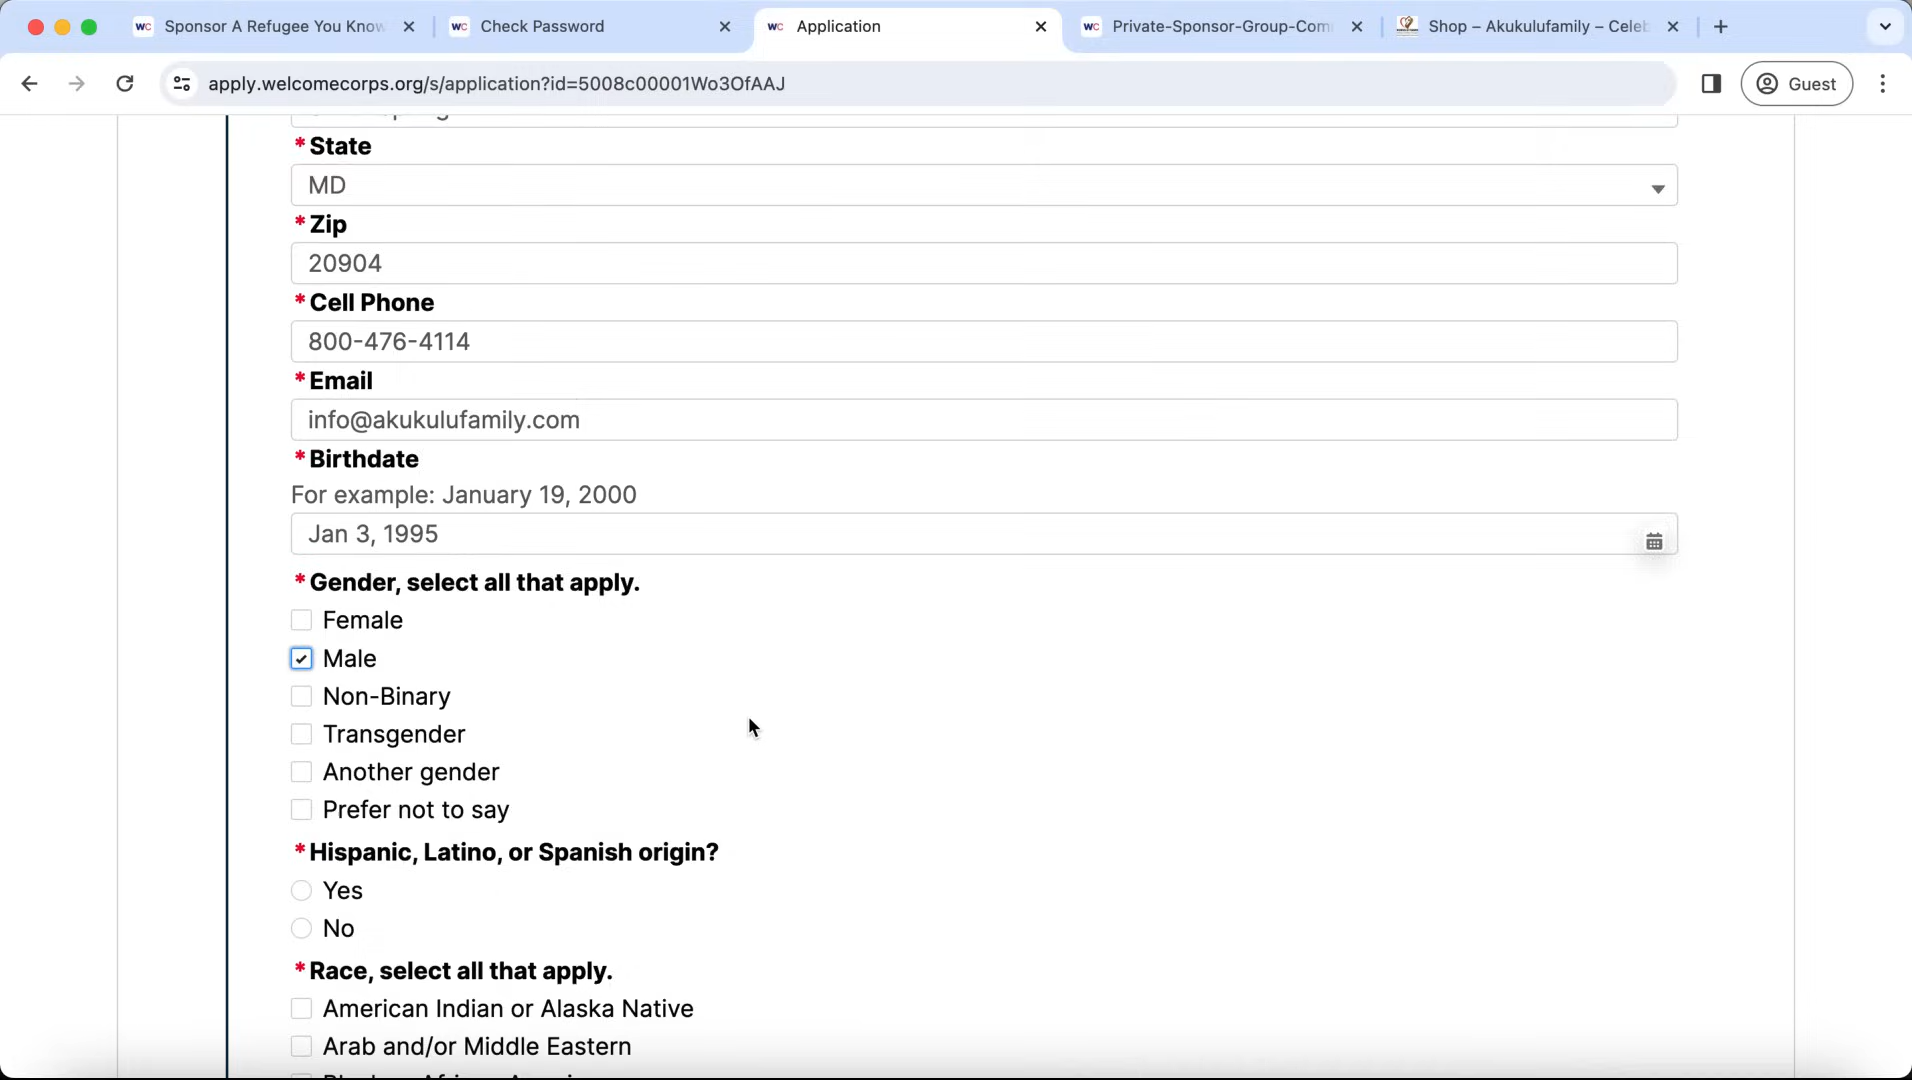 Sponsor A Refugee You Know
Check Password
Application
Private-Sponsor-Group-Com
Shop – Akukulufamily – Celeb
apply.welcomecorps.org/s/application?id=5008c00001Wo3OfAAJ
Guest
*State
MD
*Zip
20904
*Cell Phone
800-476-4114
*Email
info@akukulufamily.com
*Birthdate
For example: January 19, 2000
Jan 3, 1995
*Gender, select all that apply.
Female
Male
Non-Binary
Transgender
Another gender
Prefer not to say
*Hispanic, Latino, or Spanish origin?
Yes
No
*Race, select all that apply.
American Indian or Alaska Native
Arab and/or Middle Eastern